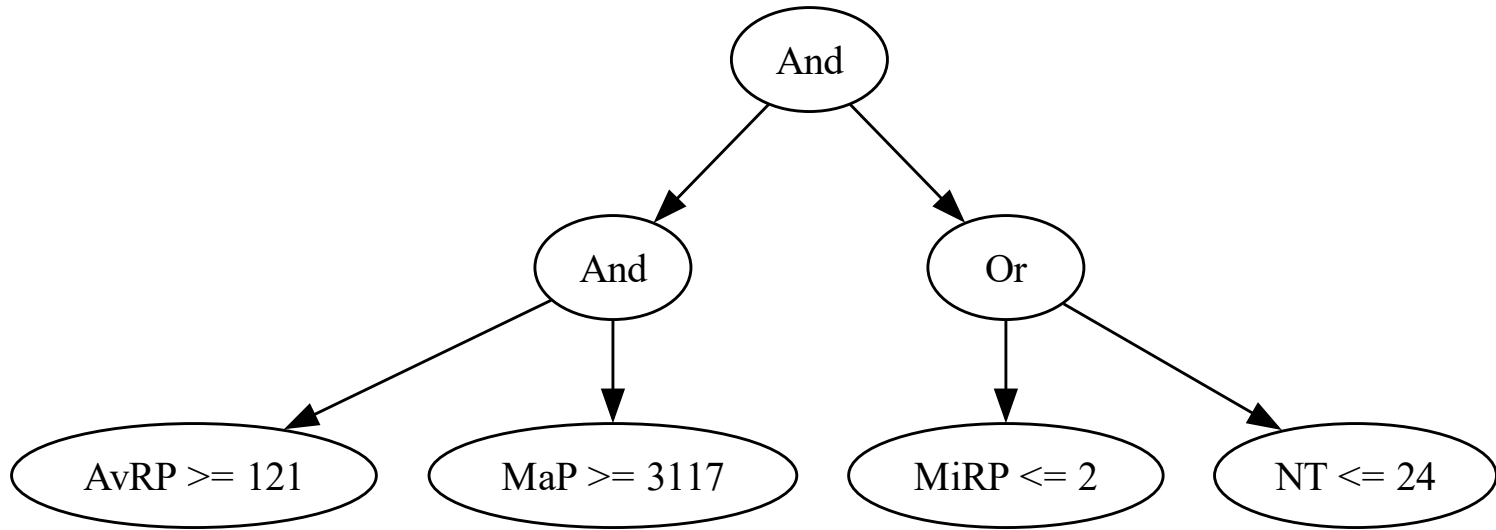 And
And
Or
AvRP >= 121
MaP >= 3117
MiRP <= 2
NT <= 24